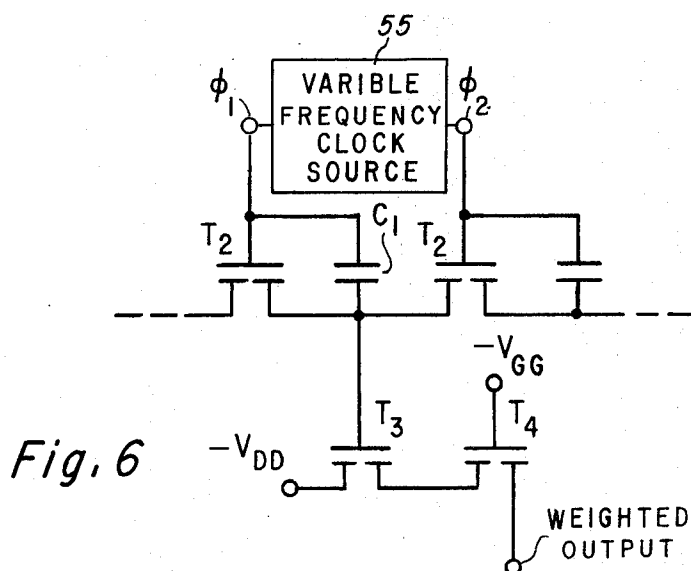 55
VARIBLE
FREQUENCY
CLOCK
SOURCE
ϕ1
ϕ2
T2
C1
T2
-VGG
T3
T4
-VDD
Fig. 6
WEIGHTED
OUTPUT